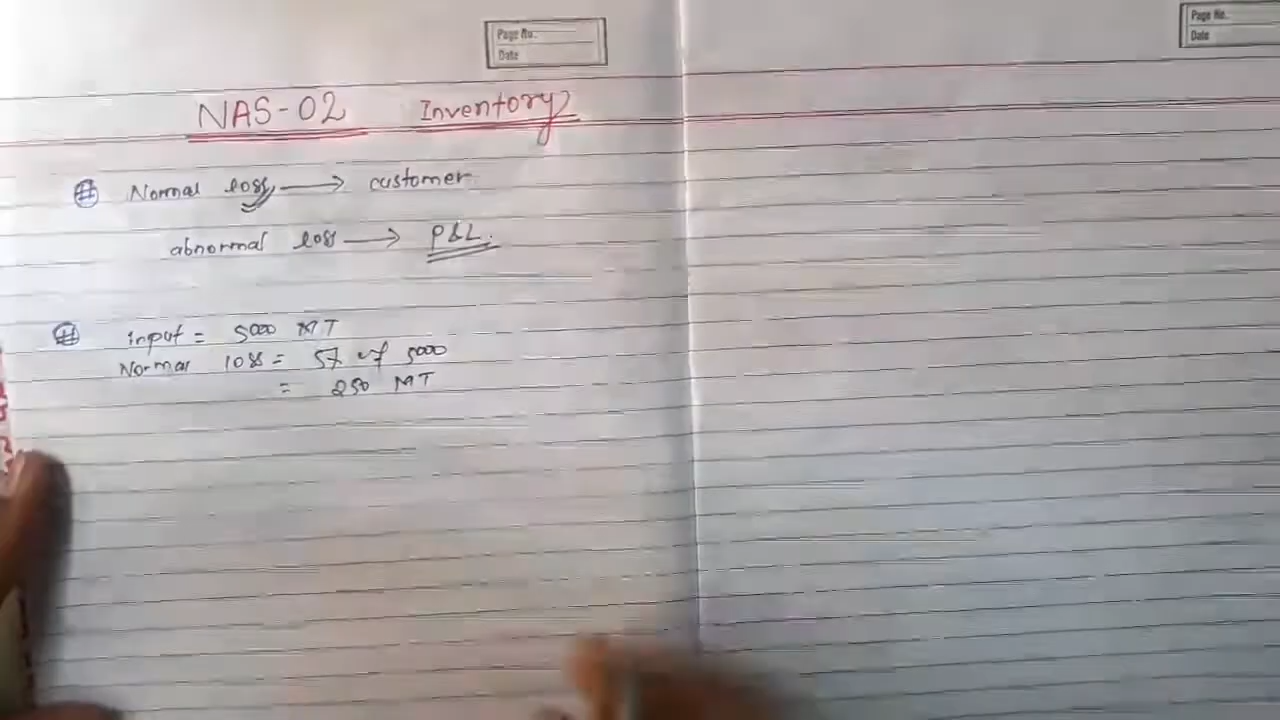 Page No.
Date
Page No.
Date
NAS-02 Inventory
# Normal loss → customer
abnormal loss → P&L.
# input = 5000 MT
Normal loss = 5% of 5000
= 250 MT